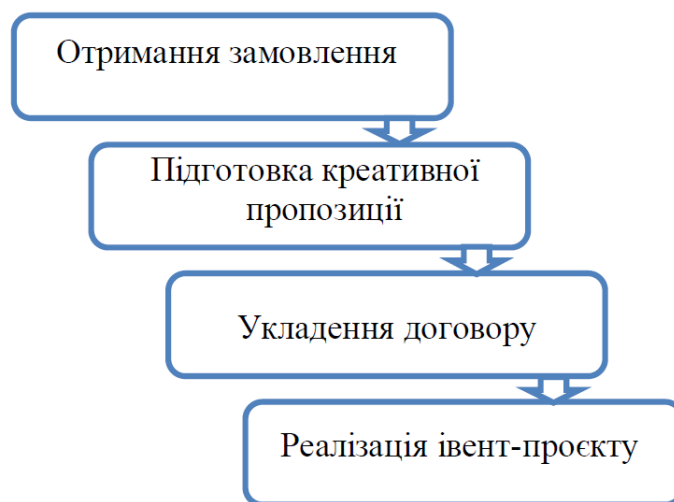 Отримання замовлення
Підготовка креативної
пропозиції
Укладення договору
Реалізація івент-проєкту